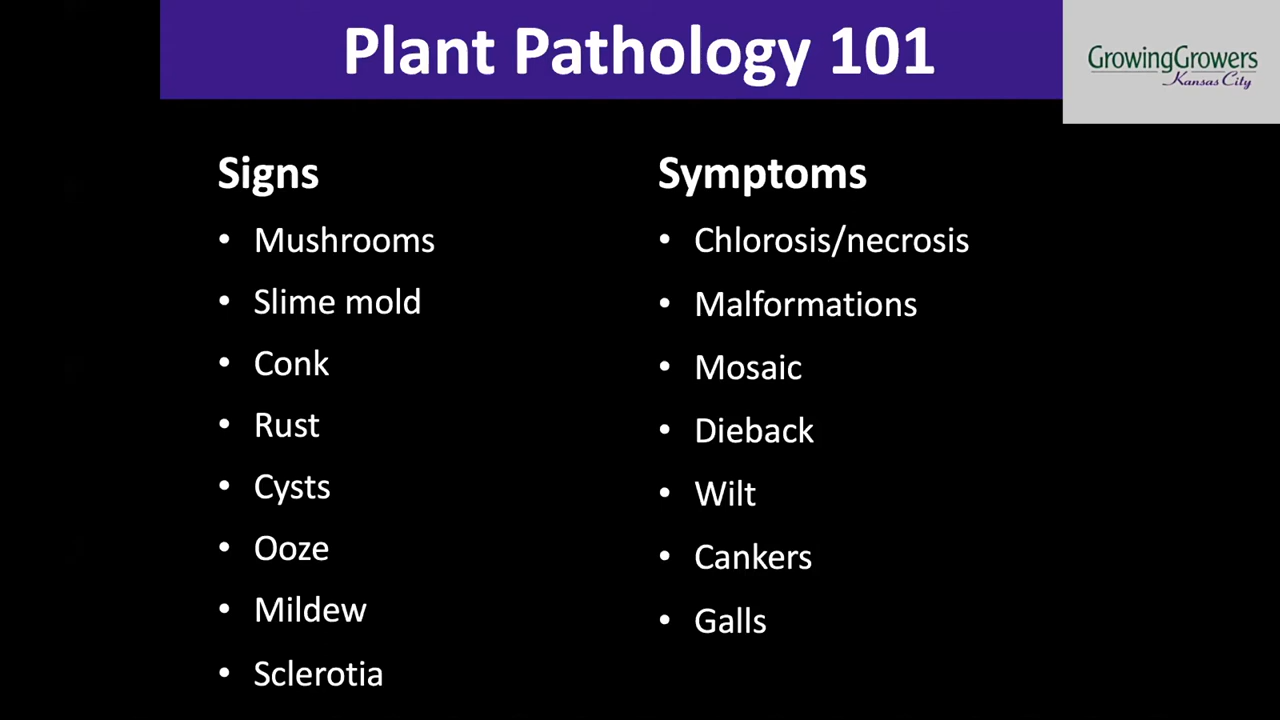 Plant Pathology 101
GrowingGrowers
Kansas City
Signs
• Mushrooms
• Slime mold
• Conk
• Rust
• Cysts
• Ooze
• Mildew
• Sclerotia
Symptoms
• Chlorosis/necrosis
• Malformations
• Mosaic
• Dieback
• Wilt
• Cankers
• Galls